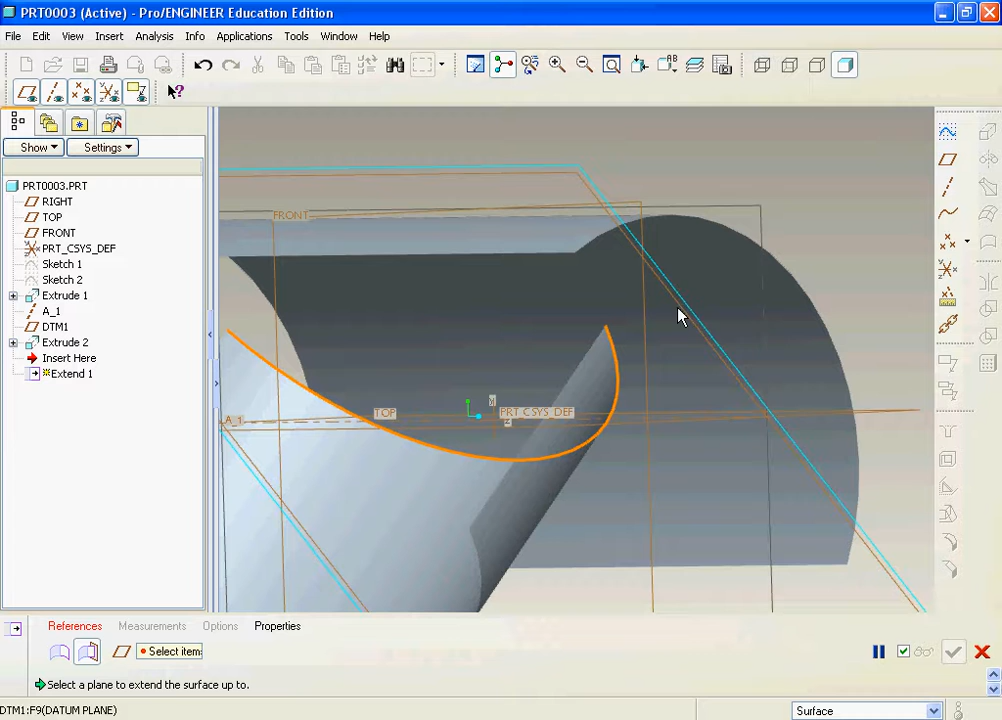 PRT0003 (Active) - Pro/ENGINEER Education Edition
File Edit View Insert Analysis Info Applications Tools Window Help
Show Settings
PRT0003.PRT
RIGHT
TOP
FRONT
PRT_CSYS_DEF
Sketch 1
Sketch 2
Extrude 1
A_1
DTM1
Extrude 2
Insert Here
*Extend 1
FRONT
TOP
PRT_CSYS_DEF
A_1
References Measurements Options Properties
Select items
Select a plane to extend the surface up to.
DTM1:F9(DATUM PLANE)
Surface